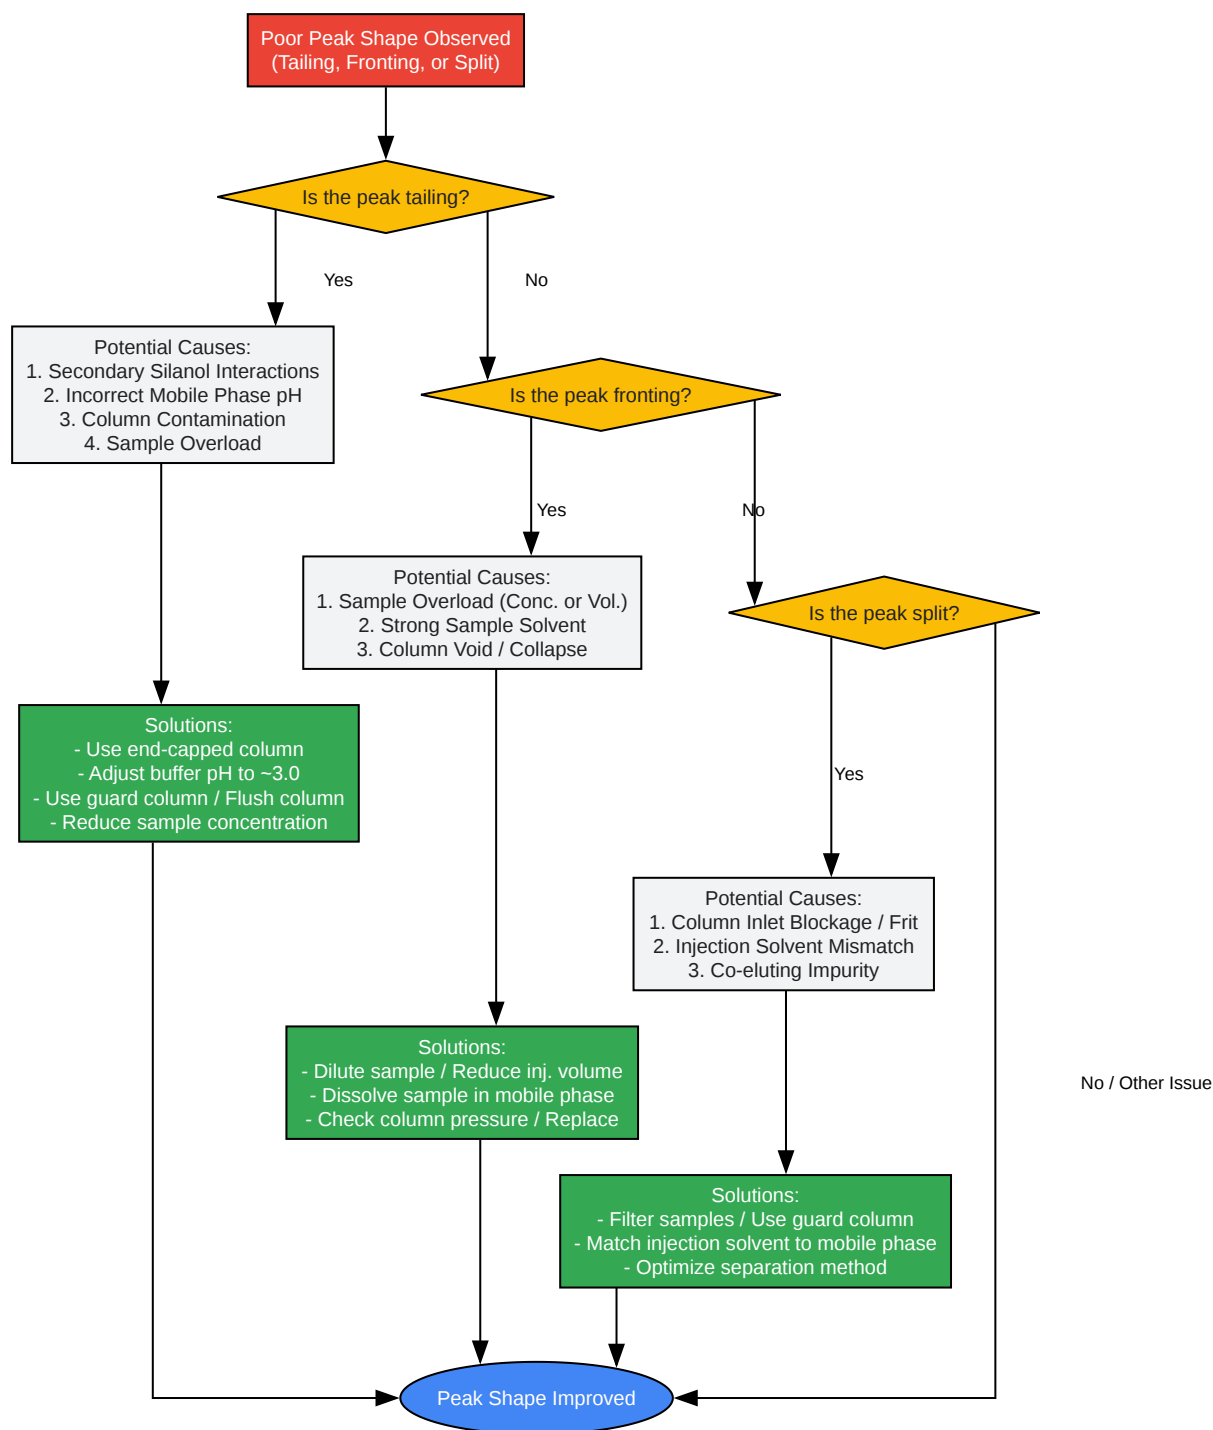 Poor Peak Shape Observed
(Tailing, Fronting, or Split)
Is the peak tailing?
Yes
No
Potential Causes:
1. Secondary Silanol Interactions
2. Incorrect Mobile Phase pH
3. Column Contamination
4. Sample Overload
Is the peak fronting?
Yes
No
Potential Causes:
1. Sample Overload (Conc. or Vol.)
2. Strong Sample Solvent
3. Column Void / Collapse
Is the peak split?
Solutions:
- Use end-capped column
- Adjust buffer pH to ~3.0
- Use guard column / Flush column
- Reduce sample concentration
Yes
Potential Causes:
1. Column Inlet Blockage / Frit
2. Injection Solvent Mismatch
3. Co-eluting Impurity
Solutions:
- Dilute sample / Reduce inj. volume
- Dissolve sample in mobile phase
- Check column pressure / Replace
No / Other Issue
Solutions:
- Filter samples / Use guard column
- Match injection solvent to mobile phase
- Optimize separation method
Peak Shape Improved